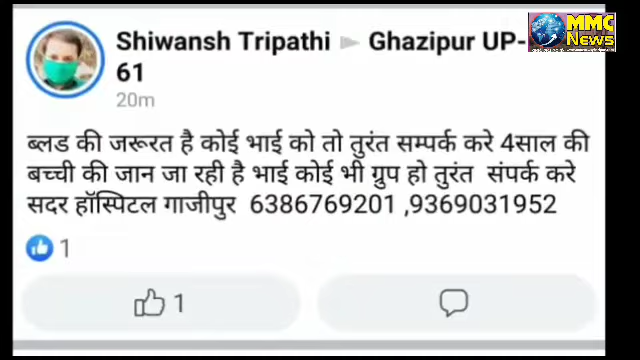 Shiwansh Tripathi ► Ghazipur UP-
61
20m
MMC
News
ब्लड की जरूरत है कोई भाई को तो तुरंत सम्पर्क करे 4साल की
बच्ची की जान जा रही है भाई कोई भी ग्रुप हो तुरंत संपर्क करे
सदर हॉस्पिटल गाजीपुर 6386769201 ,9369031952
1
1